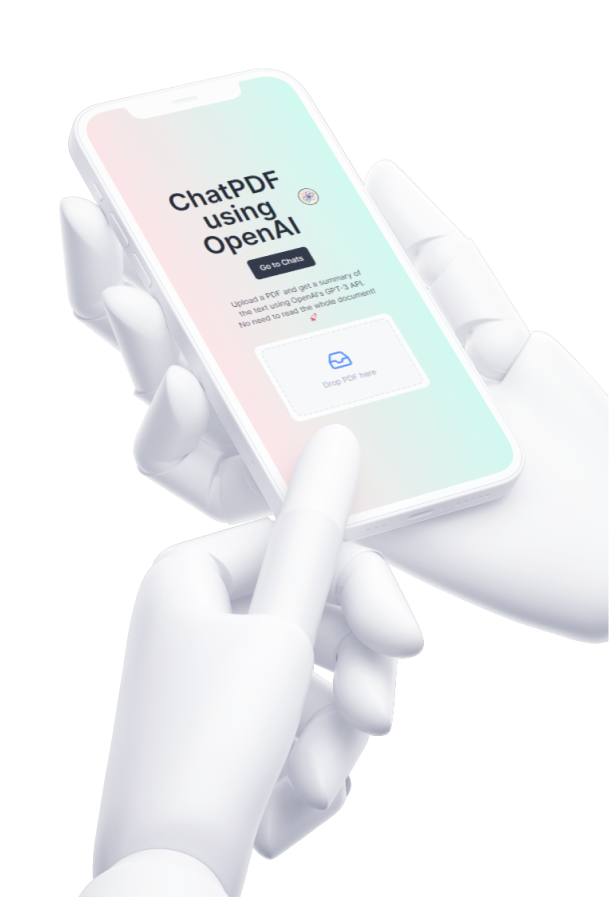 ChatPDF
using
OpenAI
Go to Chats
Upload a PDF and get a summary of
the text using OpenAI's GPT-3 API.
No need to read the whole document!
🚀
Drop PDF here